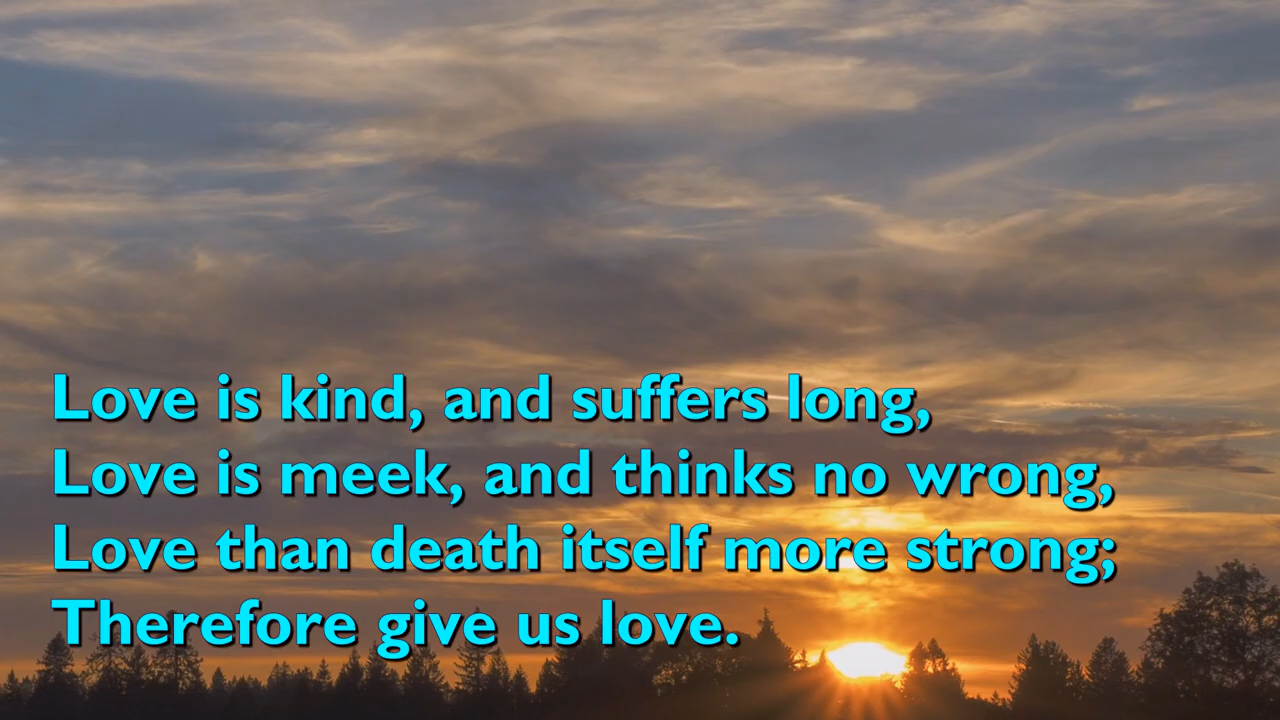 Love is kind, and suffers long,
Love is meek, and thinks no wrong,
Love than death itself more strong;
Therefore give us love.